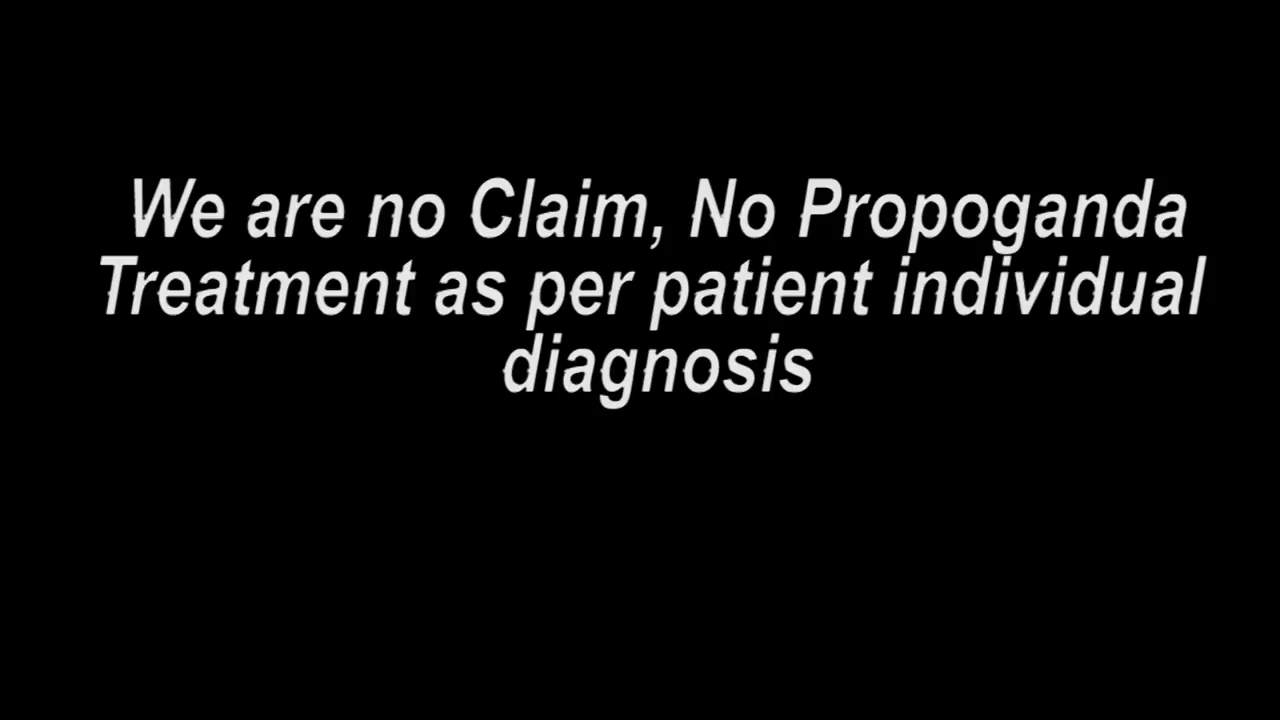 We are no Claim, No Propoganda
Treatment as per patient individual
diagnosis